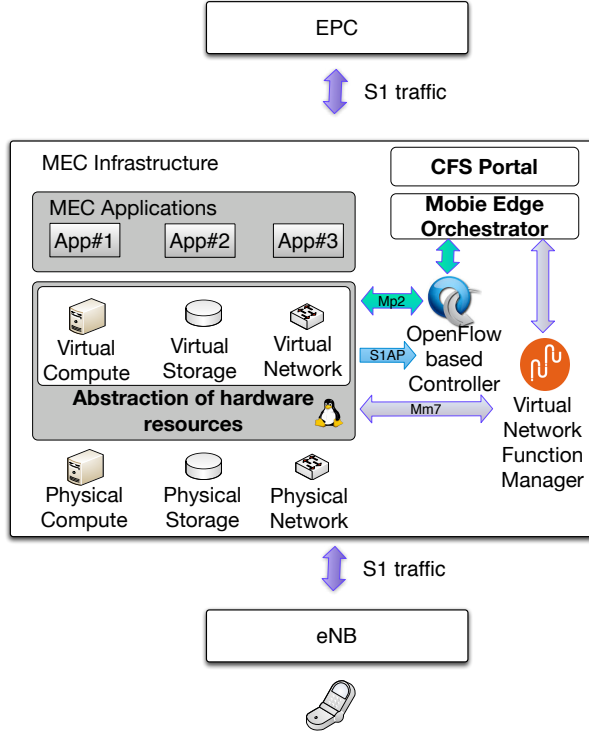 EPC
S1 traffic
MEC Infrastructure
CFS Portal
Mobie Edge
Orchestrator
MEC Applications
App#1
App#2
App#3
Mp2
OpenFlow
based
Controller
S1AP
Virtual
Compute
Virtual
Storage
Virtual
Network
Abstraction of hardware
resources
Mm7
Virtual
Network
Function
Manager
Physical
Compute
Physical
Storage
Physical
Network
S1 traffic
eNB